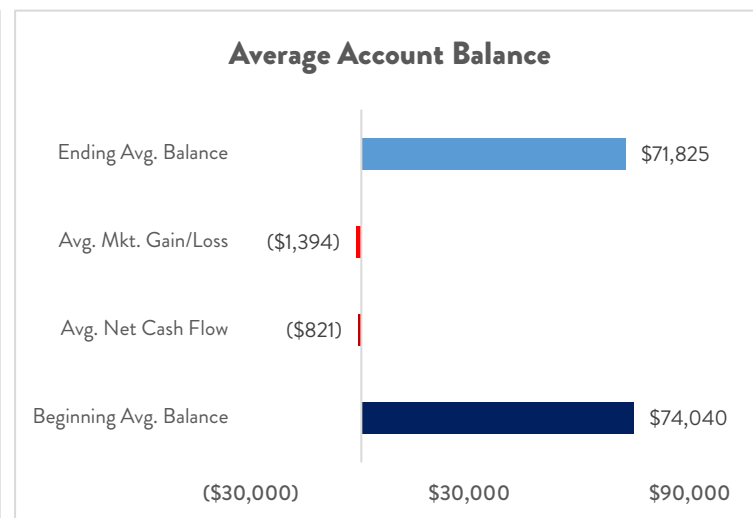 Average Account Balance
Ending Avg. Balance $71,825
Avg. Mkt. Gain/Loss ($1,394)
Avg. Net Cash Flow ($821)
Beginning Avg. Balance $74,040
($30,000) $30,000 $90,000